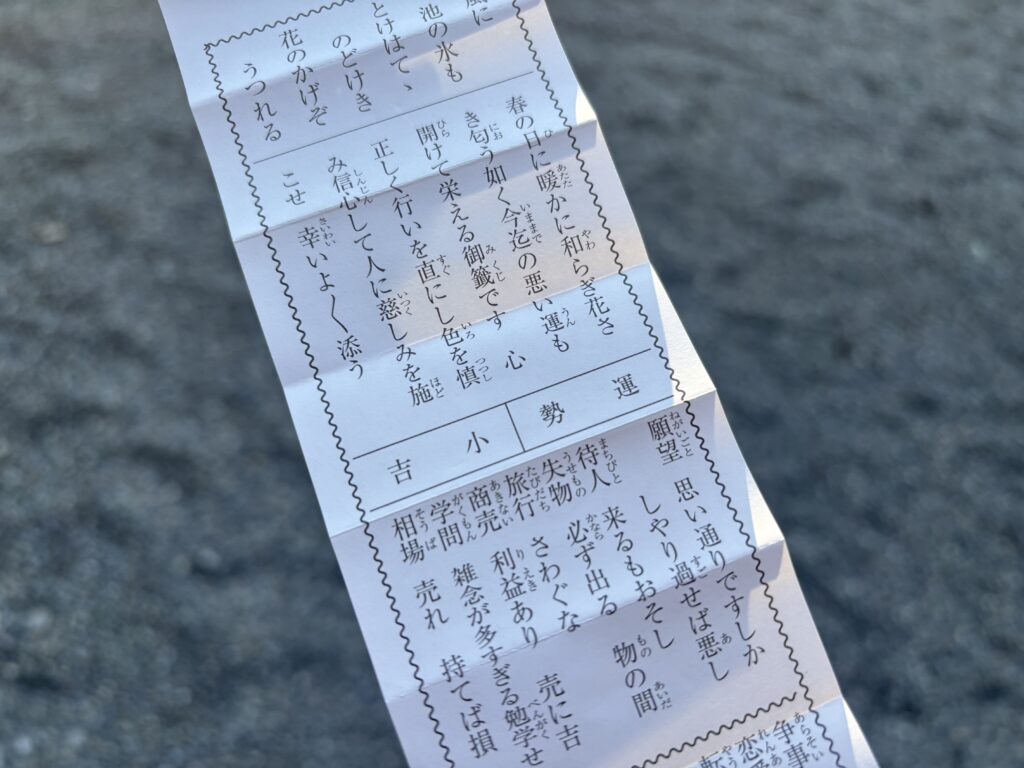 に
池の氷も
とけはてゝ
のどけき
花のかげぞ
うつれる
春の日に暖かに和らぎ花さ
き匂う如く今迄の悪い運も
開けて栄える御籤です 心
正しく行いを直にし色を慎
み信心して人に慈しみを施
こせ 幸いよ〱添う
運勢
小吉
願望 思い通りですしか
しやり過せば悪し
待人 来るもおそし
失物 必ず出る 物の間
旅行 さわぐな
商売 利益あり 売に吉
学問 雑念が多すぎる勉学せ
相場 売れ 持てば損
争事
恋
転